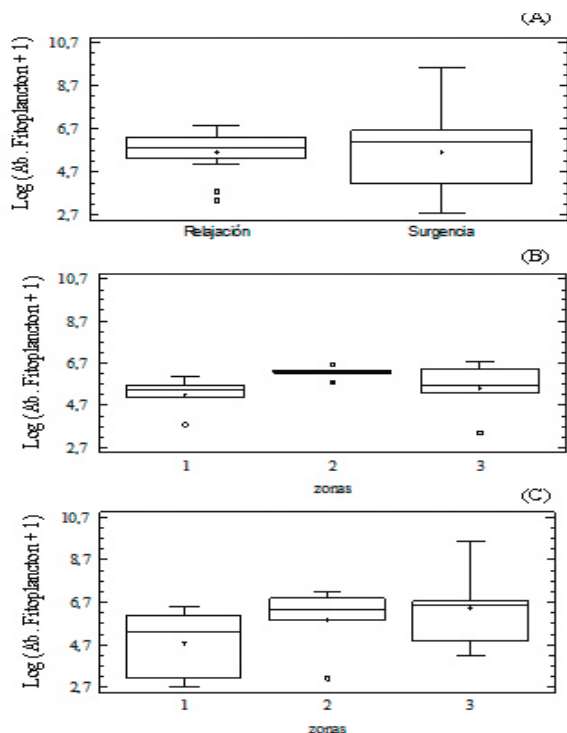 (A)
Log (Ab. Fitoplancton + 1)
10,7
8,7
6,7
4,7
2,7
Relajación Surgencia
(B)
Log (Ab. Fitoplancton + 1)
10,7
8,7
6,7
4,7
2,7
1 2 3
zonas
(C)
Log (Ab. Fitoplancton + 1)
10,7
8,7
6,7
4,7
2,7
1 2 3
zonas